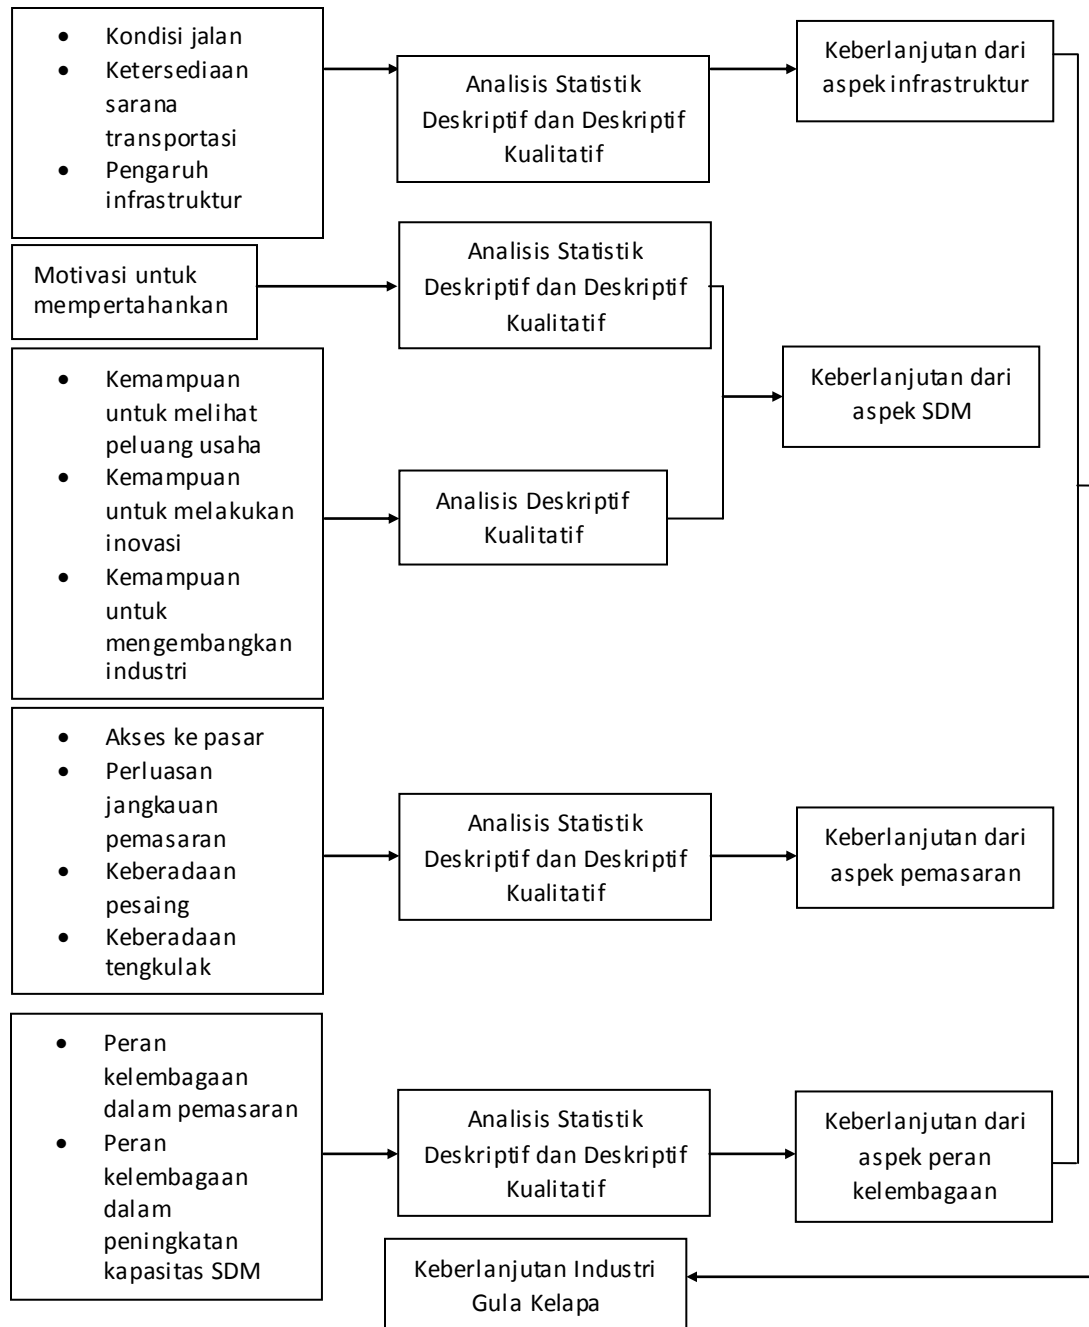 • Kondisi jalan
• Ketersediaan
sarana
transportasi
• Pengaruh
infrastruktur
Analisis Statistik
Deskriptif dan Deskriptif
Kualitatif
Keberlanjutan dari
aspek infrastruktur
Motivasi untuk
mempertahankan
Analisis Statistik
Deskriptif dan Deskriptif
Kualitatif
• Kemampuan
untuk melihat
peluang usaha
• Kemampuan
untuk melakukan
inovasi
• Kemampuan
untuk
mengembangkan
industri
Analisis Deskriptif
Kualitatif
Keberlanjutan dari
aspek SDM
• Akses ke pasar
• Perluasan
jangkauan
pemasaran
• Keberadaan
pesaing
• Keberadaan
tengkulak
Analisis Statistik
Deskriptif dan Deskriptif
Kualitatif
Keberlanjutan dari
aspek pemasaran
• Peran
kelembagaan
dalam pemasaran
• Peran
kelembagaan
dalam
peningkatan
kapasitas SDM
Analisis Statistik
Deskriptif dan Deskriptif
Kualitatif
Keberlanjutan dari
aspek peran
kelembagaan
Keberlanjutan Industri
Gula Kelapa